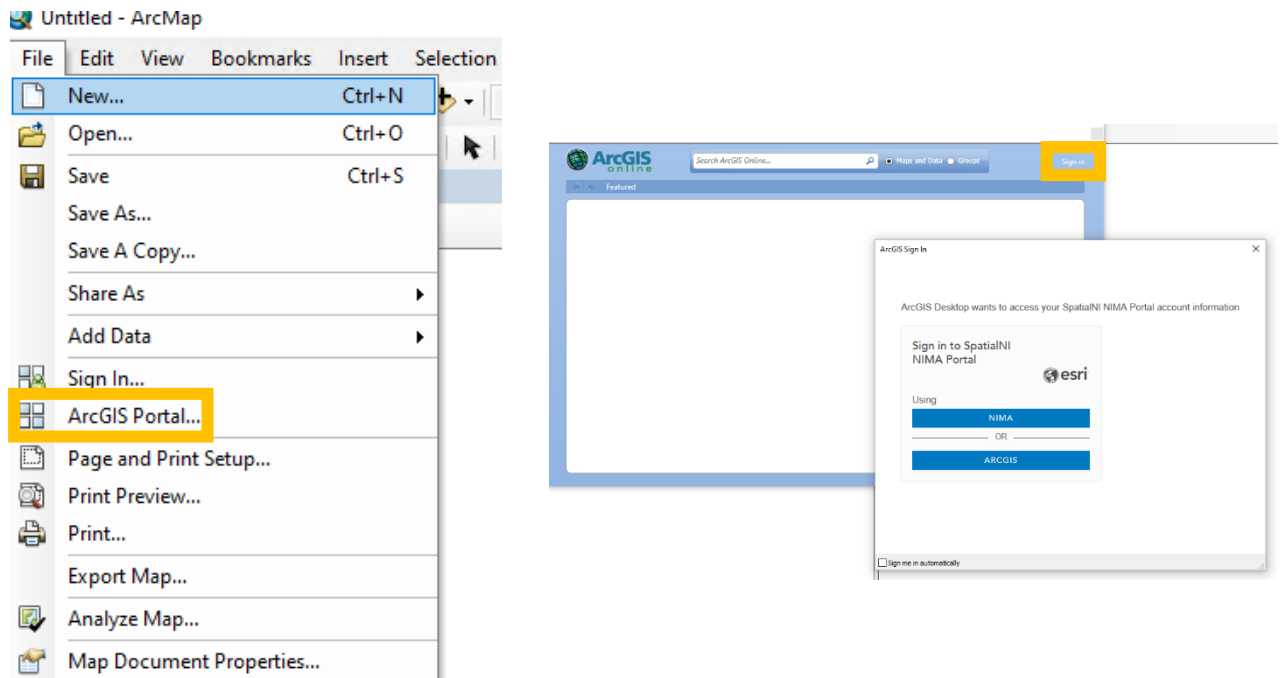 Untitled - ArcMap
File Edit View Bookmarks Insert Selection
New... Ctrl+N
Open... Ctrl+O
Save Ctrl+S
Save As...
Save A Copy...
Share As
Add Data
Sign In...
ArcGIS Portal...
Page and Print Setup...
Print Preview...
Print...
Export Map...
Analyze Map...
Map Document Properties...
ArcGIS
online
Search ArcGIS Online...
Maps and Data
Groups
Sign in
Featured
ArcGIS Sign In
ArcGIS Desktop wants to access your SpatialNI NIMA Portal account information
Sign in to SpatialNI
NIMA Portal
esri
Using
NIMA
OR
ARCGIS
Sign me in automatically